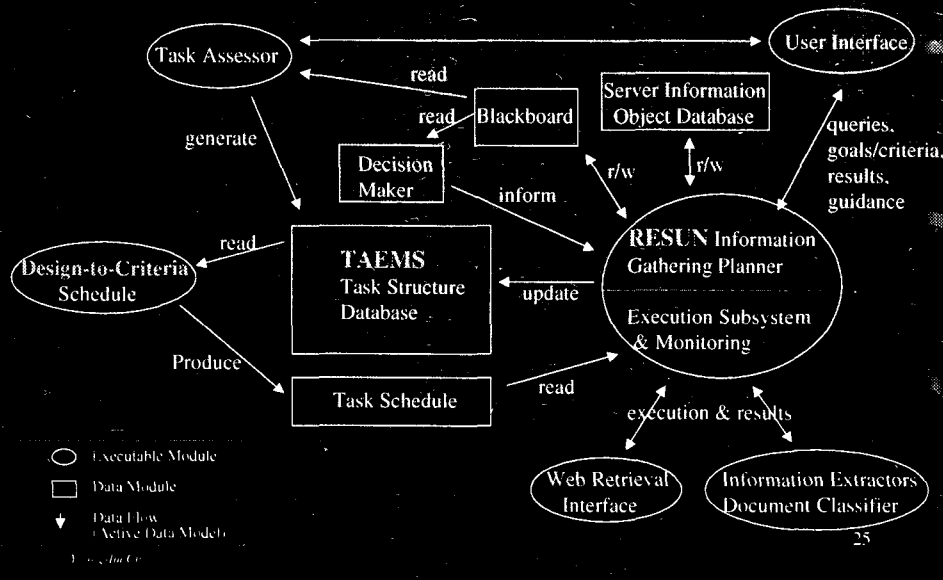 Task Assessor
User Interface
read
Server Information
Object Database
read
Blackboard
generate
queries,
goals/criteria,
results,
guidance
Decision
Maker
r/w
r/w
inform
read
RESUN Information
Gathering Planner
TAEMS
Task Structure
Database
Design-to-Criteria
Schedule
update
Execution Subsystem
& Monitoring
Produce
Task Schedule
read
execution & results
Executable Module
Web Retrieval
Interface
Information Extractors
Document Classifier
Data Module
Data Flow
(Active Data Model)
25